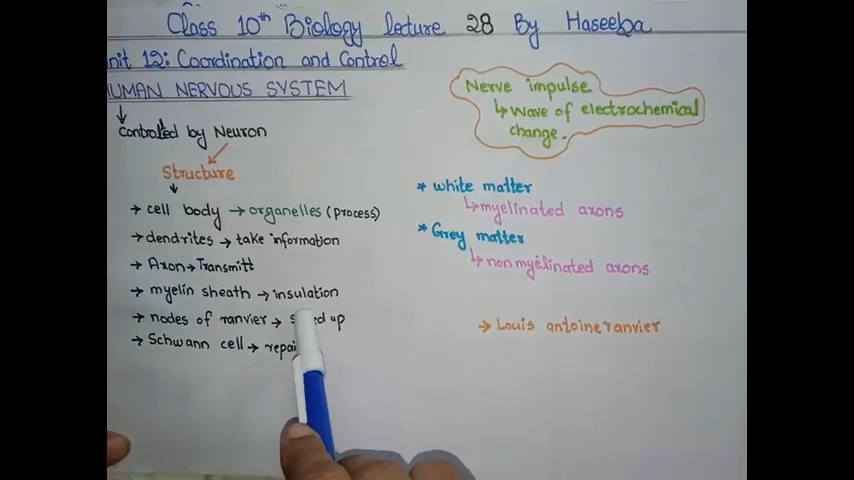 Class 10th Biology lecture 28 By Haseeba
nit 12: Coordination and Control
UMAN NERVOUS SYSTEM
Controlled by Neuron
Structure
→ cell body → organelles (process)
→ dendrites → take information
→ Axon → Transmitt
→ myelin sheath → insulation
→ nodes of ranvier → up
→ Schwann cell →
Nerve impulse
↳ Wave of electrochemical
change.
* white matter
↳ myelinated axons
* Grey matter
↳ non myelinated axons
→ Louis antoine ranvier